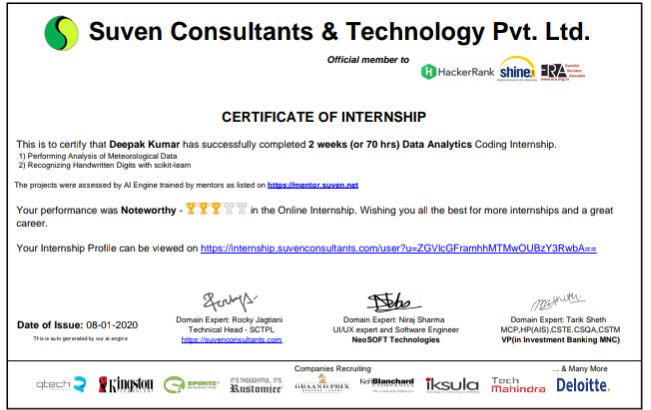 Suven Consultants & Technology Pvt. Ltd.
Official member to
HackerRank shine ERA
CERTIFICATE OF INTERNSHIP
This is to certify that Deepak Kumar has successfully completed 2 weeks (or 70 hrs) Data Analytics Coding Internship.
1) Performing Analysis of Meteorological Data
2) Recognizing Handwritten Digits with scikit-learn
The projects were assessed by AI Engine trained by mentors as listed on https://mentor.suven.net
Your performance was Noteworthy - in the Online Internship. Wishing you all the best for more internships and a great
career.
Your Internship Profile can be viewed on https://internship.suvenconsultants.com/user?u=ZGVlcGFramhhMTMwOUBzY3RwbA==
Date of Issue: 08-01-2020
This is auto generated by our ai engine
Domain Expert: Rocky Jagtiani
Technical Head - SCTPL
https://suvenconsultants.com
Domain Expert: Niraj Sharma
UI/UX expert and Software Engineer
NeoSOFT Technologies
Domain Expert: Tarik Sheth
MCP,HP(AIS),CSTE,CSQA,CSTM
VP(in Investment Banking MNC)
Companies Recruiting
... & Many More
qtech
Kingston
SPORTZ
INTERACTIVE
IT'S THOUGHTFUL, IT'S
Rustomjee
GRAAND PRIX
Ken Blanchard
iksula
Tech
Mahindra
Deloitte.